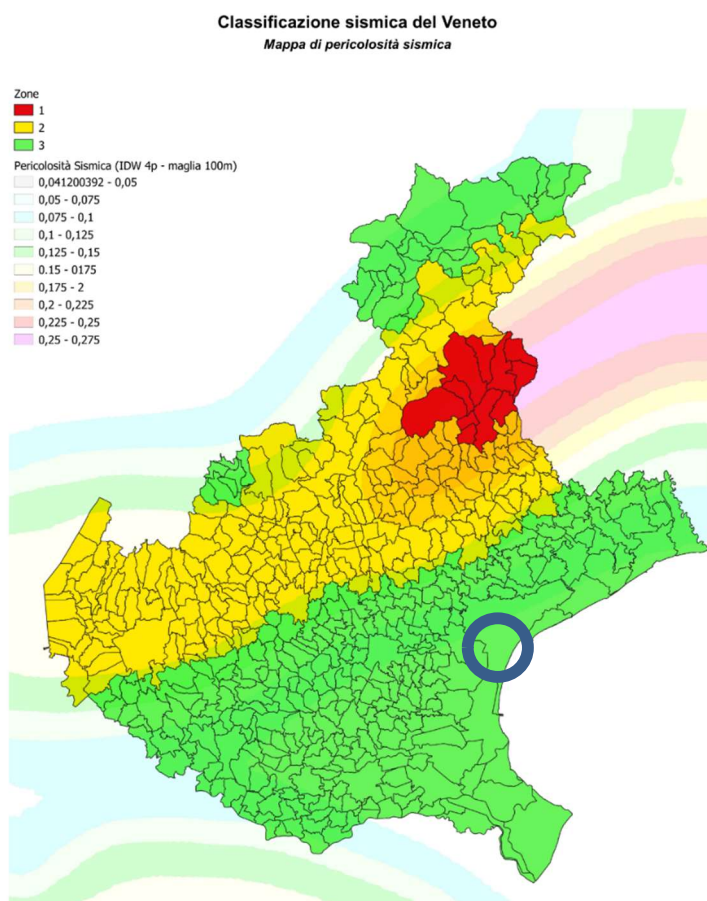 Classificazione sismica del Veneto
Mappa di pericolosità sismica
Zone
1
2
3
Pericolosità Sismica (IDW 4p - maglia 100m)
0,041200392 - 0,05
0,05 - 0,075
0,075 - 0,1
0,1 - 0,125
0,125 - 0,15
0.15 - 0175
0,175 - 2
0,2 - 0,225
0,225 - 0,25
0,25 - 0,275